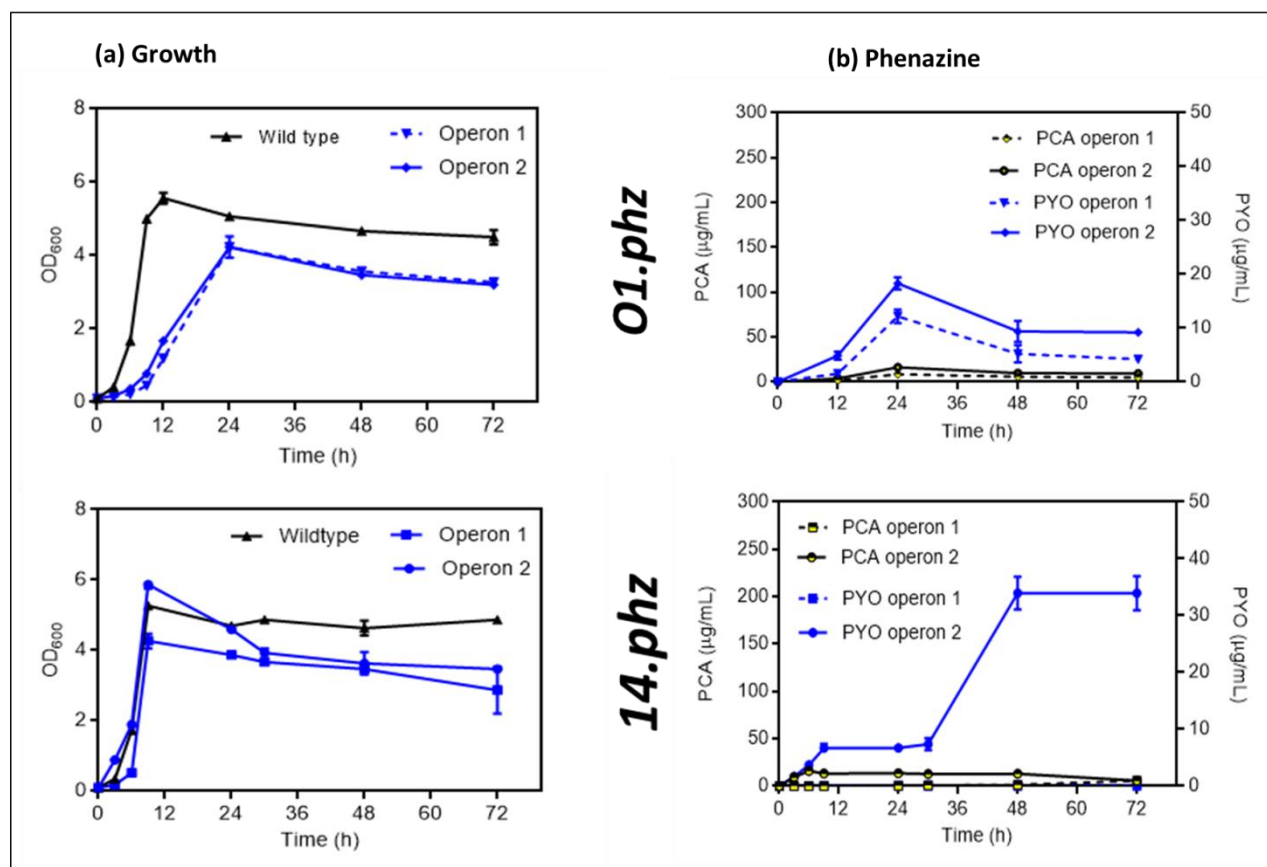 (a) Growth
(b) Phenazine
8
6
4
2
0
OD600
Wild type
Operon 1
Operon 2
0 12 24 36 48 60 72
Time (h)
O1.phz
300
250
200
150
100
50
0
PCA (µg/mL)
PCA operon 1
PCA operon 2
PYO operon 1
PYO operon 2
50
40
30
20
10
0
PYO (µg/mL)
0 12 24 36 48 60 72
Time (h)
8
6
4
2
0
OD600
Wildtype
Operon 1
Operon 2
0 12 24 36 48 60 72
Time (h)
14.phz
300
250
200
150
100
50
0
PCA (µg/mL)
PCA operon 1
PCA operon 2
PYO operon 1
PYO operon 2
50
40
30
20
10
0
PYO (µg/mL)
0 12 24 36 48 60 72
Time (h)